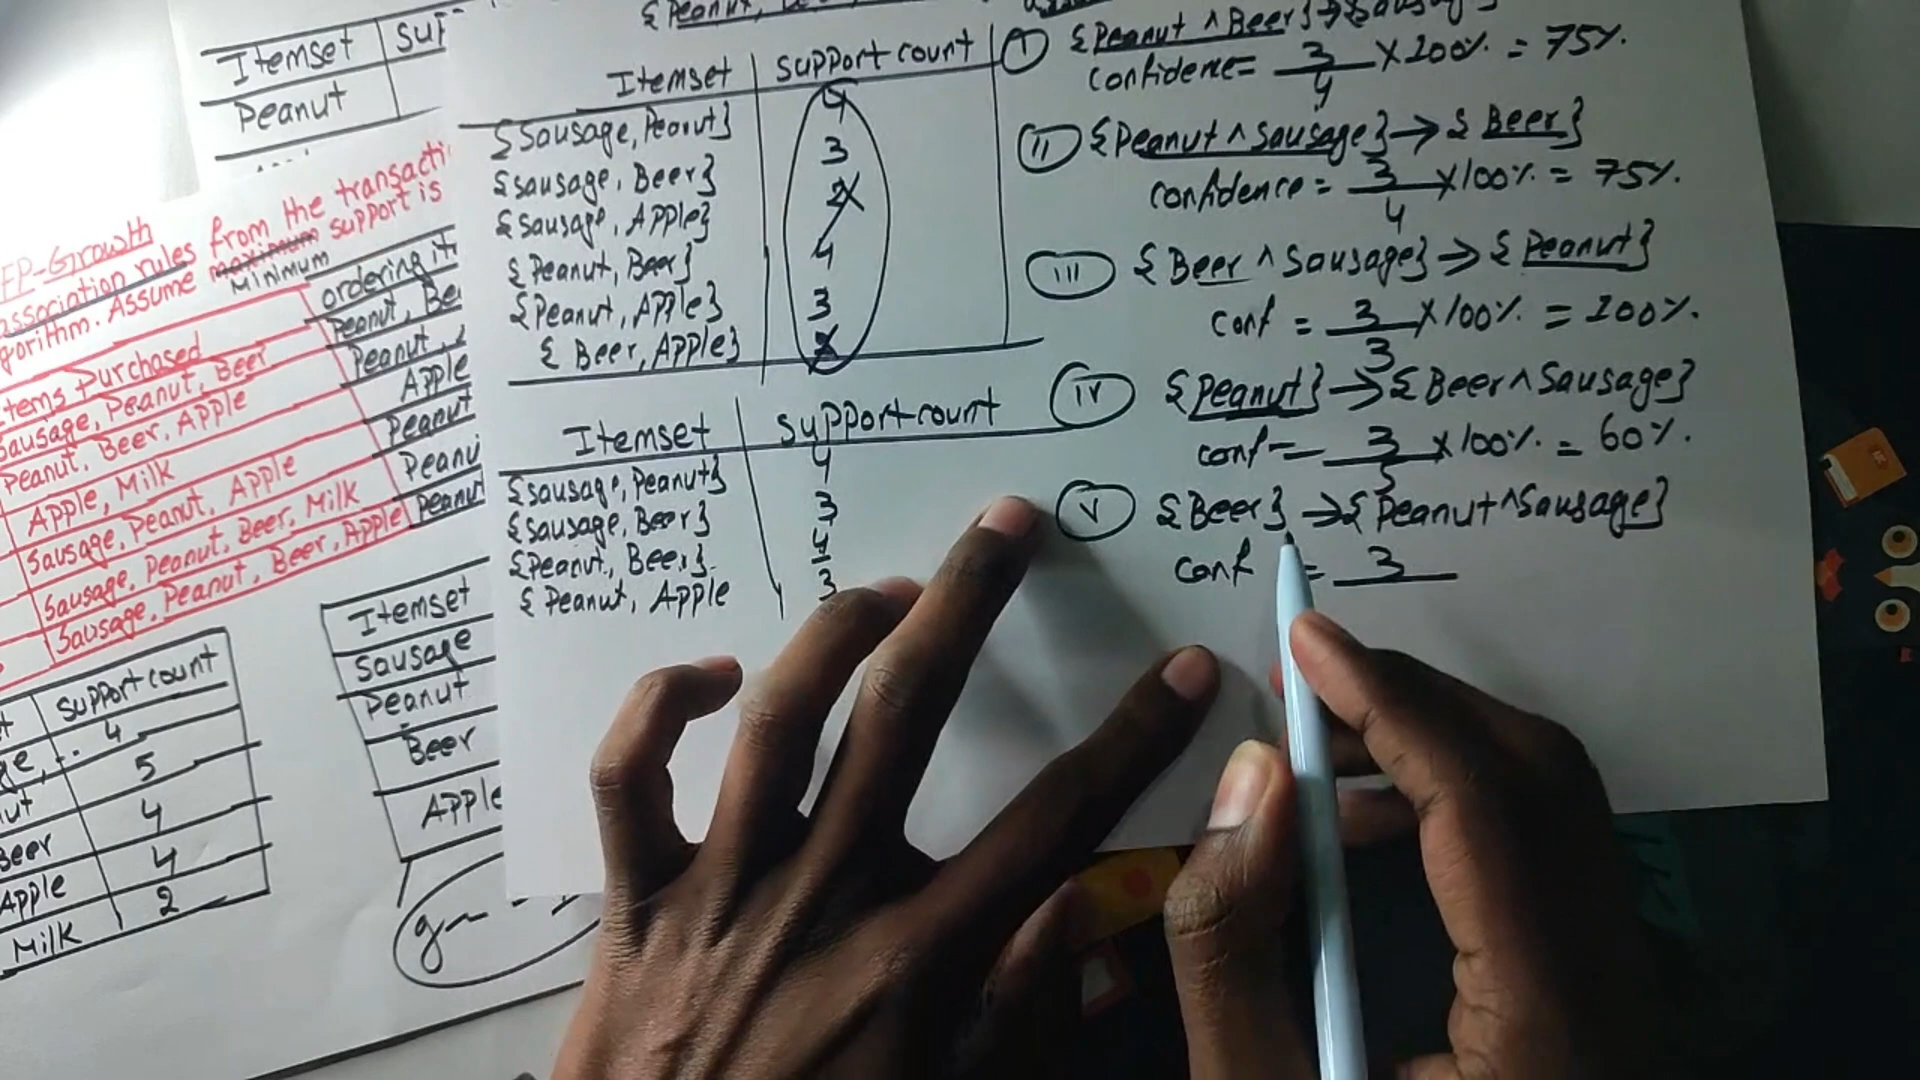 Itemset
Peanut
FP-Growth
association rules from the transacti
gorithm. Assume maximum support is
Minimum
ordering it
Items Purchased
Sausage, Peanut, Beer
Peanut, Be
Peanut, Beer, Apple
Peanut,
Apple, Milk
Apple
Sausage, Peanut, Apple
Peanut
Sausage, Peanut, Beer, Milk
Peanu
Sausage, Peanut, Beer, Apple
Peanut
support count
4
5
4
Beer
4
Apple
2
Milk
Itemset
Sausage
Peanut
Beer
Apple
{Peanut,
Itemset | support count
{Sausage, Peanut} 4
{sausage, Beer} 3
{sausage, Apple} 2
{Peanut, Beer} 4
{Peanut, Apple} 3
{Beer, Apple}
Itemset | support count
{sausage, Peanut} 4
{sausage, Beer} 3
{Peanut, Beer} 4
{Peanut, Apple 3
I {Peanut ^ Beer} → {Sausag
confidence = 3/4 × 100% = 75%.
II {Peanut ^ Sausage} → {Beer}
confidence = 3/4 × 100% = 75%.
III {Beer ^ Sausage} → {Peanut}
conf = 3/3 × 100% = 100%.
IV {Peanut} → {Beer ^ Sausage}
conf = 3/5 × 100% = 60%.
V {Beer} → {Peanut ^ Sausage}
conf = 3